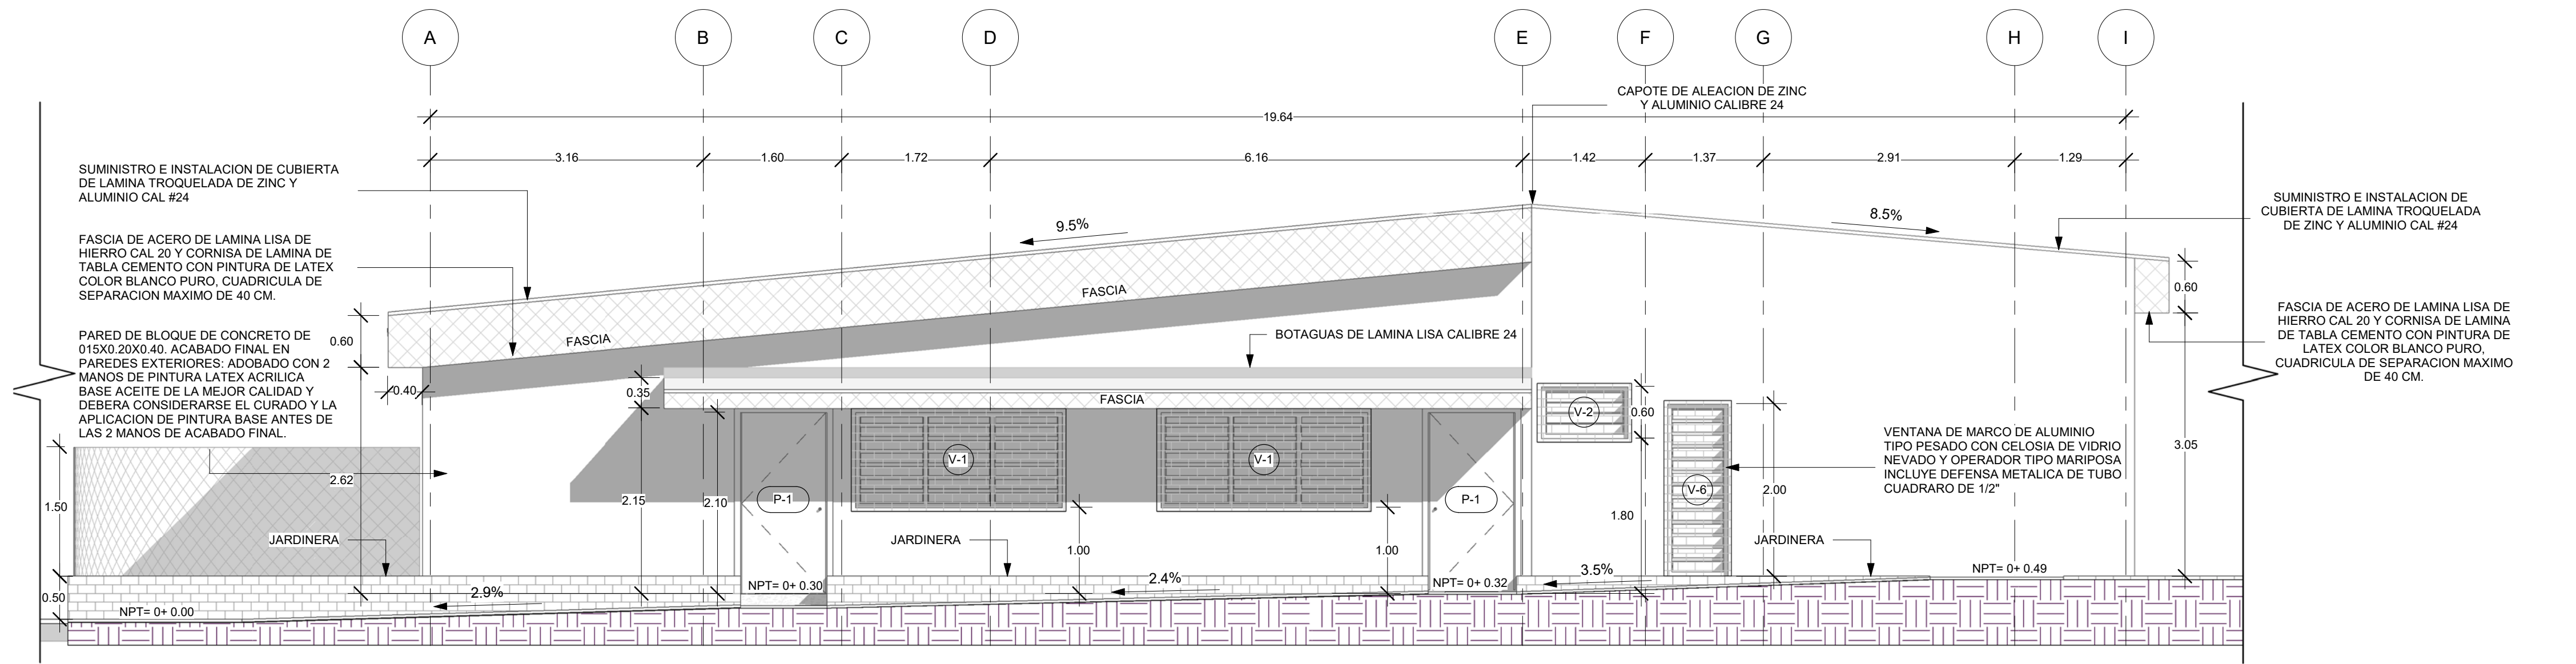 A
B
C
D
E
F
G
H
I
CAPOTE DE ALEACION DE ZINC
Y ALUMINIO CALIBRE 24
19.64
3.16
1.60
1.72
6.16
1.42
1.37
2.91
1.29
SUMINISTRO E INSTALACION DE CUBIERTA
DE LAMINA TROQUELADA DE ZINC Y
ALUMINIO CAL #24
FASCIA DE ACERO DE LAMINA LISA DE
HIERRO CAL 20 Y CORNISA DE LAMINA DE
TABLA CEMENTO CON PINTURA DE LATEX
COLOR BLANCO PURO, CUADRICULA DE
SEPARACION MAXIMO DE 40 CM.
PARED DE BLOQUE DE CONCRETO DE
015X0.20X0.40. ACABADO FINAL EN
PAREDES EXTERIORES: ADOBADO CON 2
MANOS DE PINTURA LATEX ACRILICA
BASE ACEITE DE LA MEJOR CALIDAD Y
DEBERA CONSIDERARSE EL CURADO Y LA
APLICACION DE PINTURA BASE ANTES DE
LAS 2 MANOS DE ACABADO FINAL.
9.5%
8.5%
SUMINISTRO E INSTALACION DE
CUBIERTA DE LAMINA TROQUELADA
DE ZINC Y ALUMINIO CAL #24
FASCIA DE ACERO DE LAMINA LISA DE
HIERRO CAL 20 Y CORNISA DE LAMINA
DE TABLA CEMENTO CON PINTURA DE
LATEX COLOR BLANCO PURO,
CUADRICULA DE SEPARACION MAXIMO
DE 40 CM.
FASCIA
FASCIA
0.60
0.60
BOTAGUAS DE LAMINA LISA CALIBRE 24
0.40
0.35
FASCIA
V-2
0.60
VENTANA DE MARCO DE ALUMINIO
TIPO PESADO CON CELOSIA DE VIDRIO
NEVADO Y OPERADOR TIPO MARIPOSA
INCLUYE DEFENSA METALICA DE TUBO
CUADRARO DE 1/2"
3.05
V-1
V-1
2.62
2.15
2.10
P-1
P-1
V-6
2.00
1.50
1.80
JARDINERA
JARDINERA
JARDINERA
1.00
1.00
NPT= 0+ 0.30
2.4%
NPT= 0+ 0.32
3.5%
NPT= 0+ 0.49
0.50
2.9%
NPT= 0+ 0.00